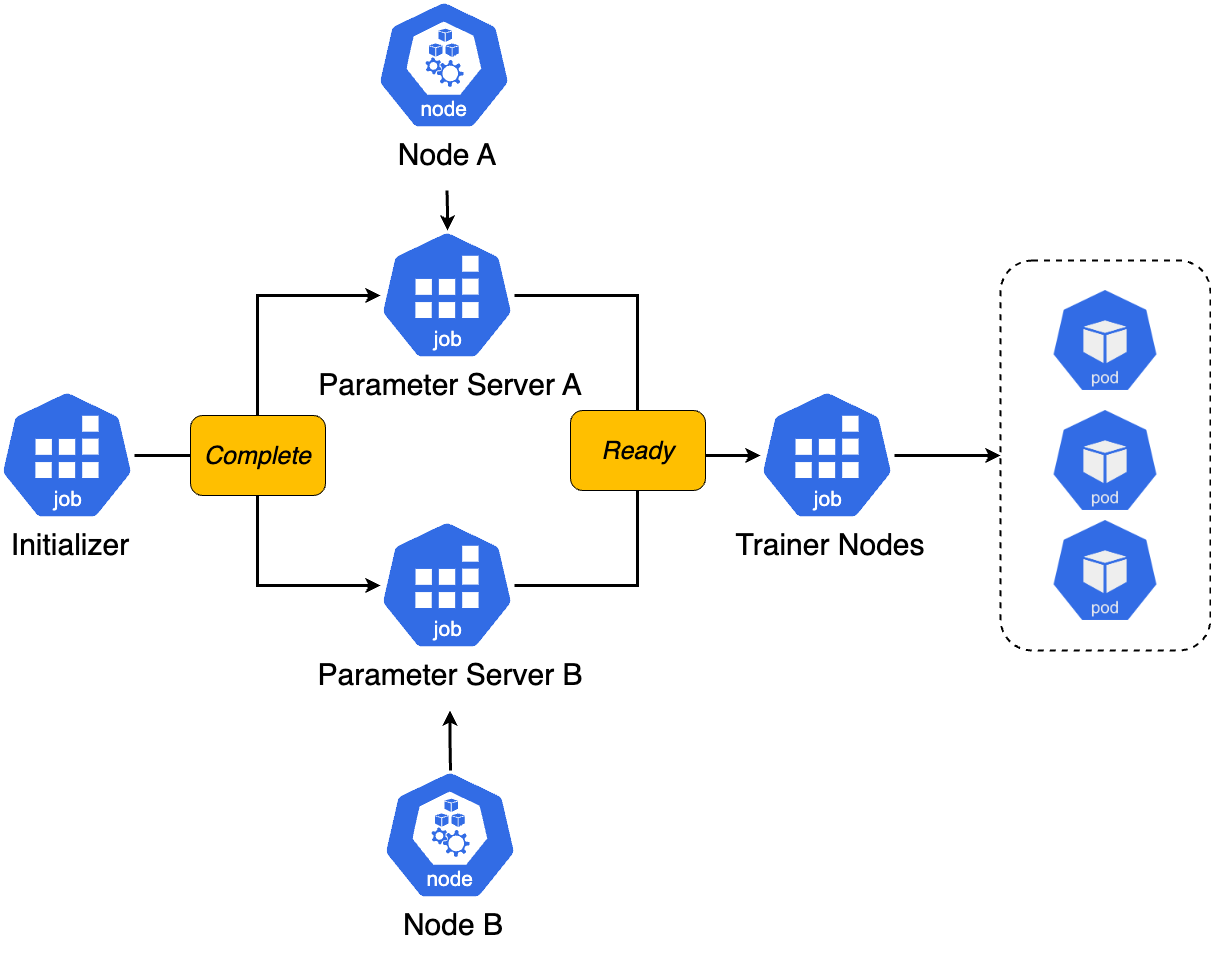 node
Node A
job
Parameter Server A
job
Initializer
Complete
Ready
job
Trainer Nodes
pod
pod
pod
job
Parameter Server B
node
Node B